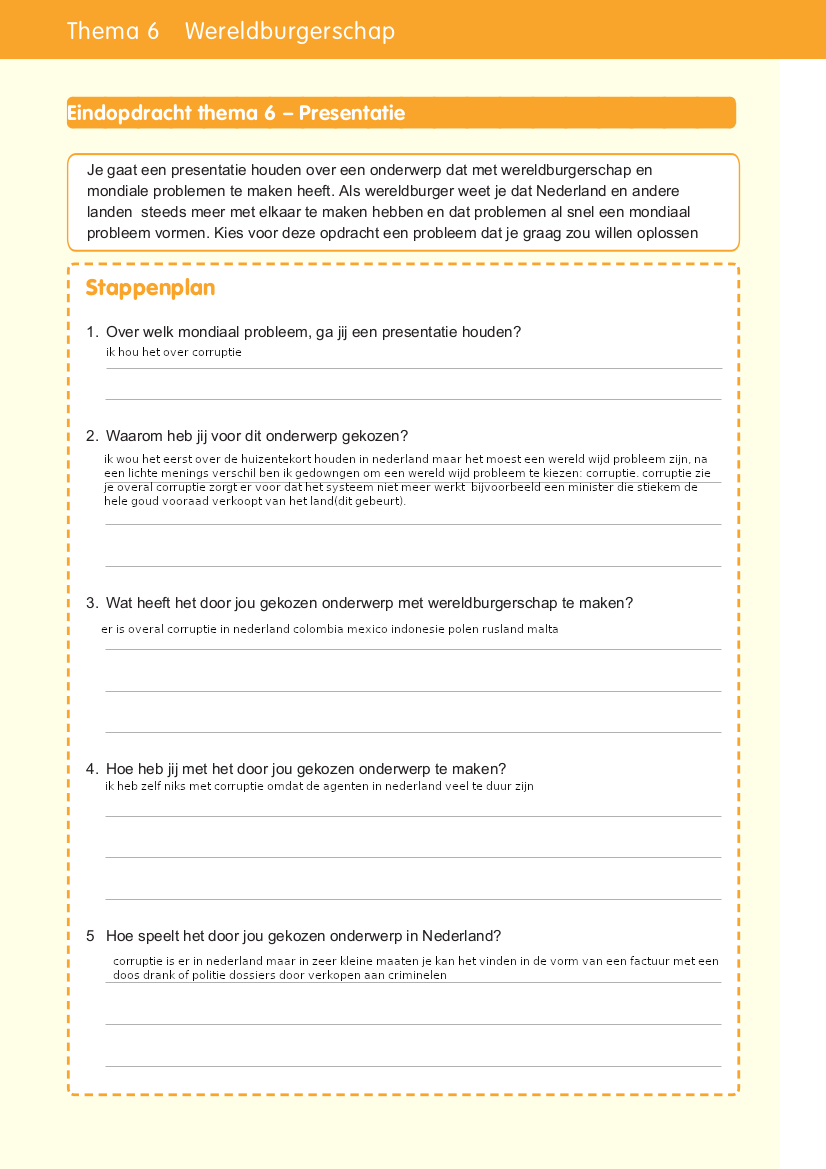 Thema 6 Wereldburgerschap
Eindopdracht thema 6 – Presentatie
Je gaat een presentatie houden over een onderwerp dat met wereldburgerschap en
mondiale problemen te maken heeft. Als wereldburger weet je dat Nederland en andere
landen steeds meer met elkaar te maken hebben en dat problemen al snel een mondiaal
probleem vormen. Kies voor deze opdracht een probleem dat je graag zou willen oplossen
Stappenplan
1. Over welk mondiaal probleem, ga jij een presentatie houden?
ik hou het over corruptie
2. Waarom heb jij voor dit onderwerp gekozen?
ik wou het eerst over de huizentekort houden in nederland maar het moest een wereld wijd probleem zijn, na
een lichte menings verschil ben ik gedowngen om een wereld wijd probleem te kiezen: corruptie. corruptie zie
je overal corruptie zorgt er voor dat het systeem niet meer werkt bijvoorbeeld een minister die stiekem de
hele goud vooraad verkoopt van het land(dit gebeurt).
3. Wat heeft het door jou gekozen onderwerp met wereldburgerschap te maken?
er is overal corruptie in nederland colombia mexico indonesie polen rusland malta
4. Hoe heb jij met het door jou gekozen onderwerp te maken?
ik heb zelf niks met corruptie omdat de agenten in nederland veel te duur zijn
5 Hoe speelt het door jou gekozen onderwerp in Nederland?
corruptie is er in nederland maar in zeer kleine maaten je kan het vinden in de vorm van een factuur met een
doos drank of politie dossiers door verkopen aan criminelen